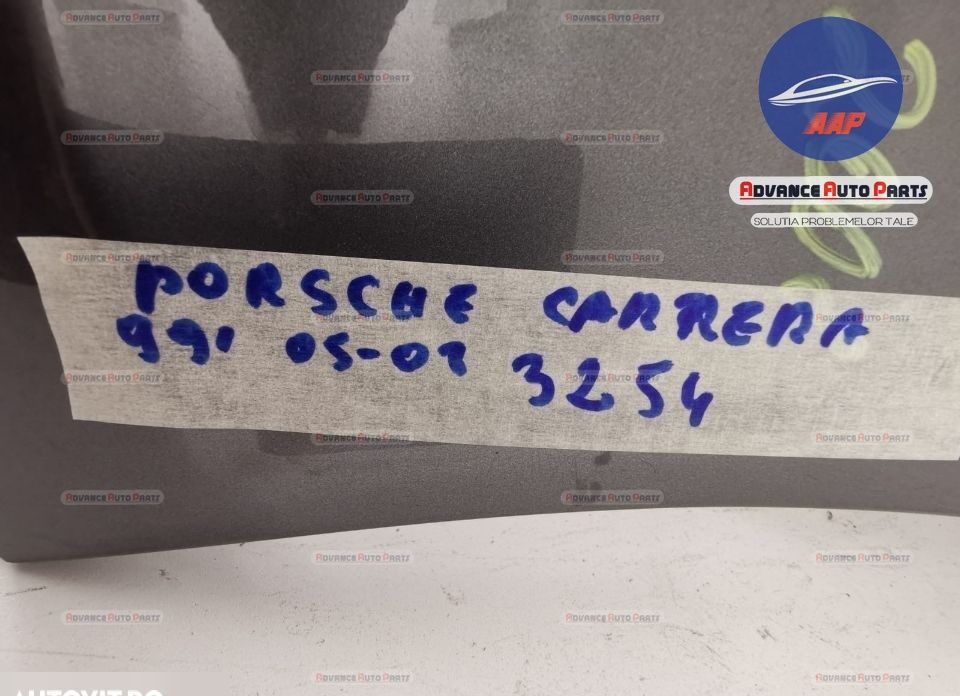 AAP
ADVANCE AUTO PARTS
SOLUTIA PROBLEMELOR TALE
PORSCHE CARRERA
991 05-07 3254